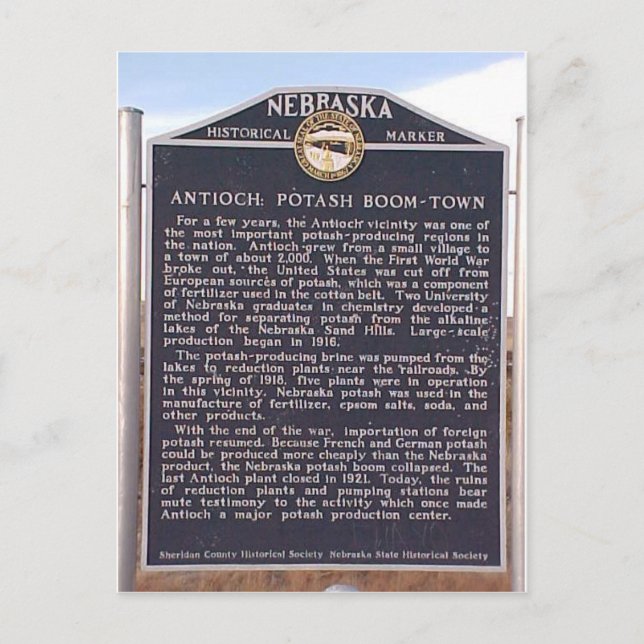 NEBRASKA
HISTORICAL MARKER
GREAT SEAL OF THE STATE OF NEBRASKA
MARCH 1ST 1867
ANTIOCH: POTASH BOOM-TOWN
For a few years, the Antioch vicinity was one of
the most important potash-producing regions in
the nation. Antioch grew from a small village to
a town of about 2,000. When the First World War
broke out, the United States was cut off from
European sources of potash, which was a component
of fertilizer used in the cotton belt. Two University
of Nebraska graduates in chemistry developed a
method for separating potash from the alkaline
lakes of the Nebraska Sand Hills. Large-scale
production began in 1916.
The potash-producing brine was pumped from the
lakes to reduction plants near the railroads. By
the spring of 1918, five plants were in operation
in this vicinity. Nebraska potash was used in the
manufacture of fertilizer, epsom salts, soda, and
other products.
With the end of the war, importation of foreign
potash resumed. Because French and German potash
could be produced more cheaply than the Nebraska
product, the Nebraska potash boom collapsed. The
last Antioch plant closed in 1921. Today, the ruins
of reduction plants and pumping stations bear
mute testimony to the activity which once made
Antioch a major potash production center.
Sheridan County Historical Society Nebraska State Historical Society